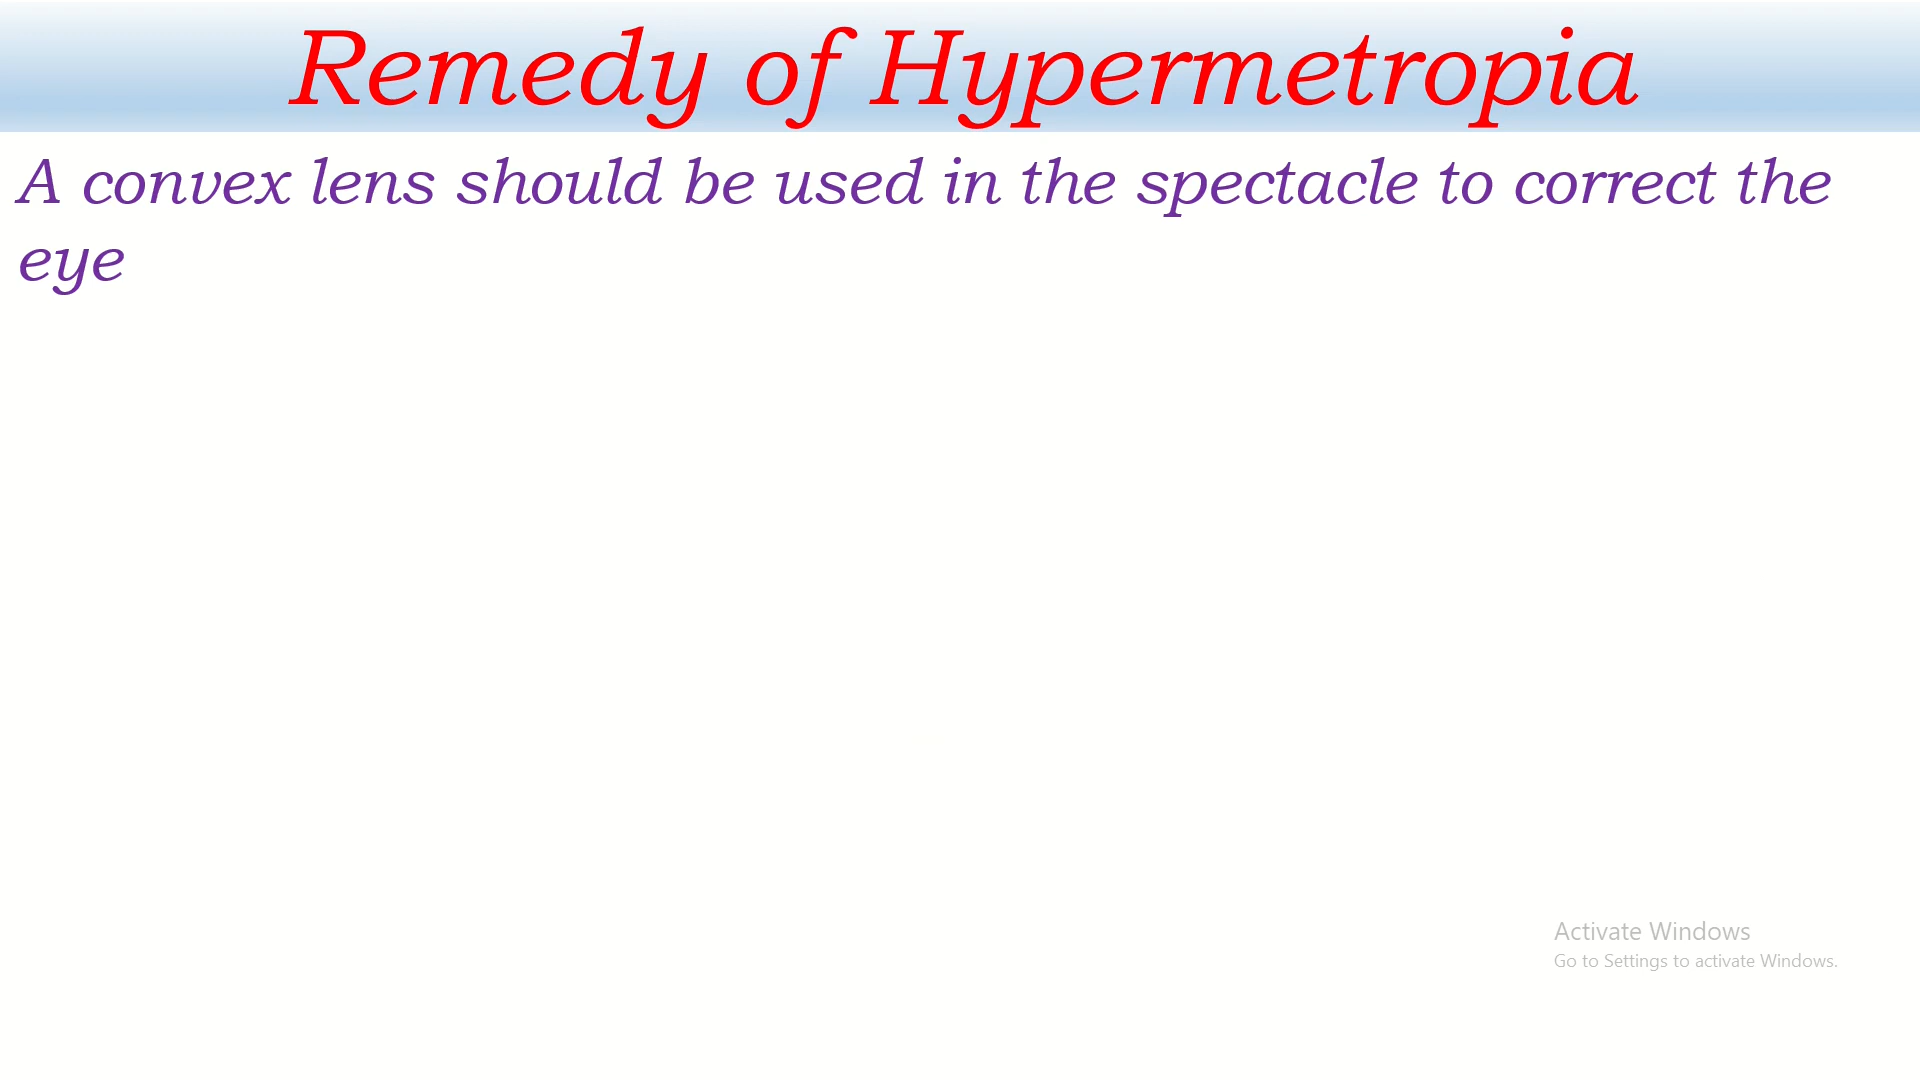 Remedy of Hypermetropia
A convex lens should be used in the spectacle to correct the
eye
Activate Windows
Go to Settings to activate Windows.